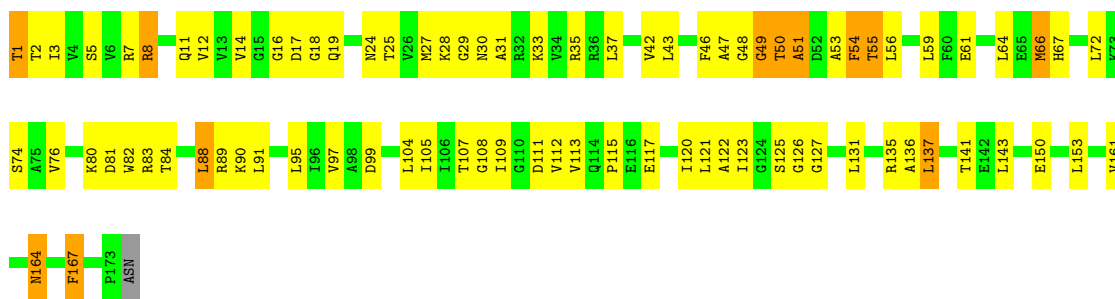 T1 T2 I3 V4 S5 V6 R7 R8 Q11 V12 V13 V14 G15 G16 D17 G18 Q19 N24 T25 V26 M27 K28 G29 N30 A31 R32 K33 V34 R35 R36 L37 V42 L43 F46 A47 G48 G49 T50 A51 D52 A53 F54 T55 L56 L59 F60 E61 L64 E65 M66 H67 L72 K73
S74 A75 V76 K80 D81 W82 R83 T84 L88 R89 K90 L91 L95 I96 V97 A98 D99 L104 I105 I106 T107 G108 I109 G110 D111 V112 V113 Q114 P115 E116 E117 I120 L121 A122 I123 G124 S125 G126 G127 L131 R135 A136 L137 T141 E142 L143 E150 L153 V161
N164 F167 P173 ASN